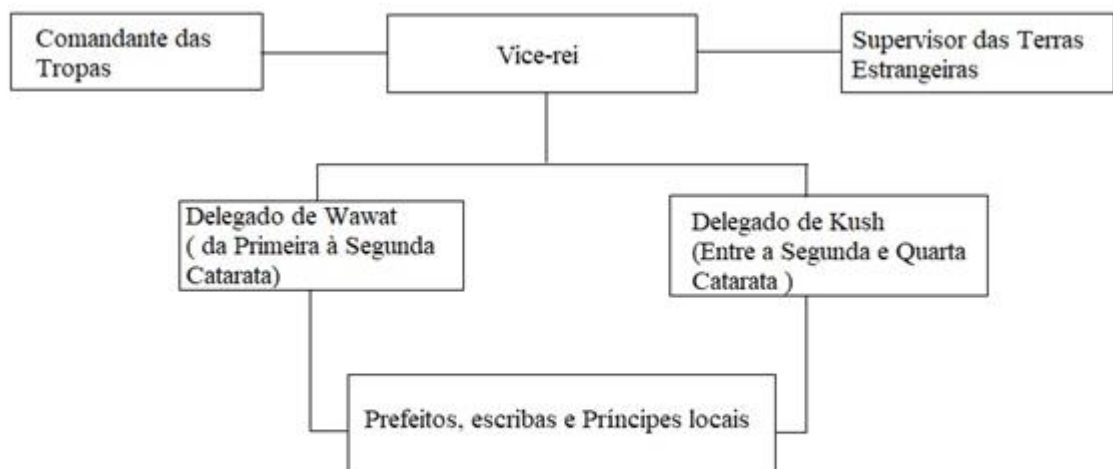 Comandante das
Tropas
Vice-rei
Supervisor das Terras
Estrangeiras
Delegado de Wawat
( da Primeira à Segunda
Catarata)
Delegado de Kush
(Entre a Segunda e Quarta
Catarata )
Prefeitos, escribas e Príncipes locais